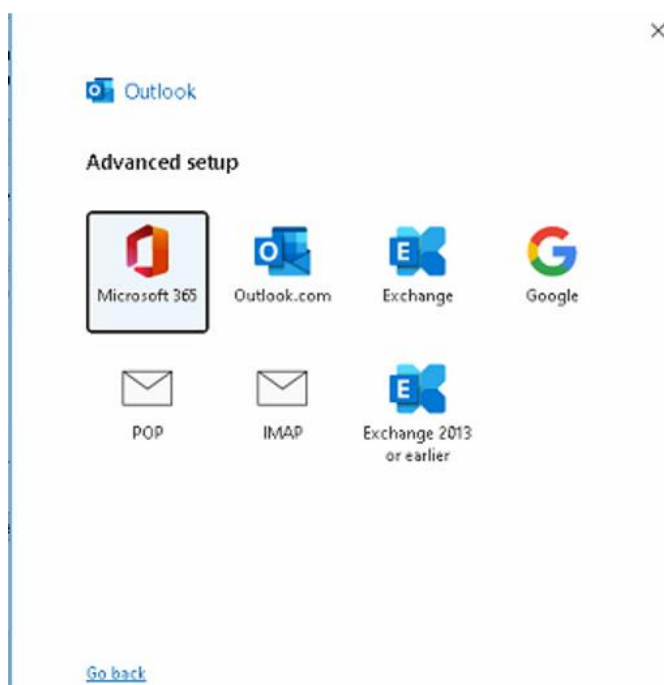 Outlook
Advanced setup
Microsoft 365
Outlook.com
Exchange
Google
POP
IMAP
Exchange 2013
or earlier
Go back